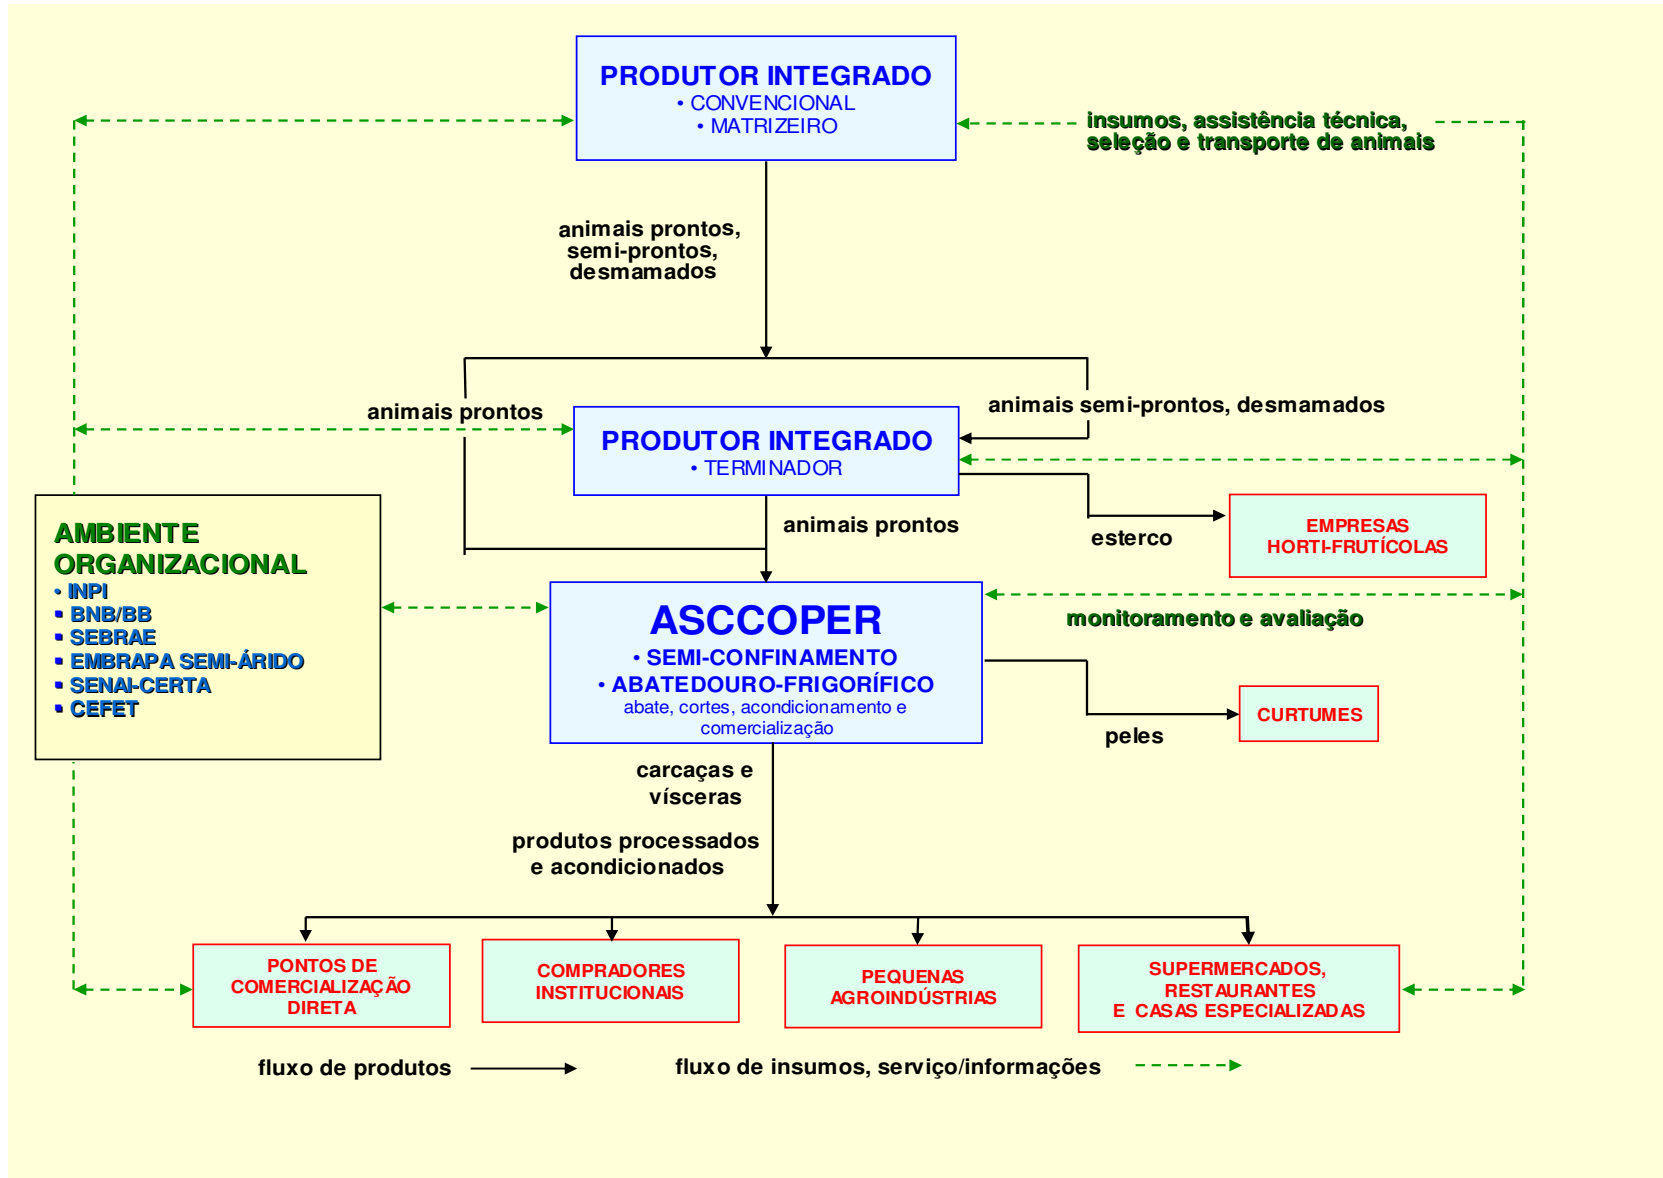 PRODUTOR INTEGRADO
• CONVENCIONAL
• MATRIZEIRO
insumos, assistência técnica,
seleção e transporte de animais
animais prontos,
semi-prontos,
desmamados
animais prontos
animais semi-prontos, desmamados
PRODUTOR INTEGRADO
• TERMINADOR
animais prontos
esterco
EMPRESAS
HORTI-FRUTÍCOLAS
AMBIENTE
ORGANIZACIONAL
• INPI
▪ BNB/BB
▪ SEBRAE
▪ EMBRAPA SEMI-ÁRIDO
▪ SENAI-CERTA
▪ CEFET
ASCCOPER
• SEMI-CONFINAMENTO
• ABATEDOURO-FRIGORÍFICO
abate, cortes, acondicionamento e
comercialização
monitoramento e avaliação
peles
CURTUMES
carcaças e
vísceras
produtos processados
e acondicionados
PONTOS DE
COMERCIALIZAÇÃO
DIRETA
COMPRADORES
INSTITUCIONAIS
PEQUENAS
AGROINDÚSTRIAS
SUPERMERCADOS,
RESTAURANTES
E CASAS ESPECIALIZADAS
fluxo de produtos
fluxo de insumos, serviço/informações